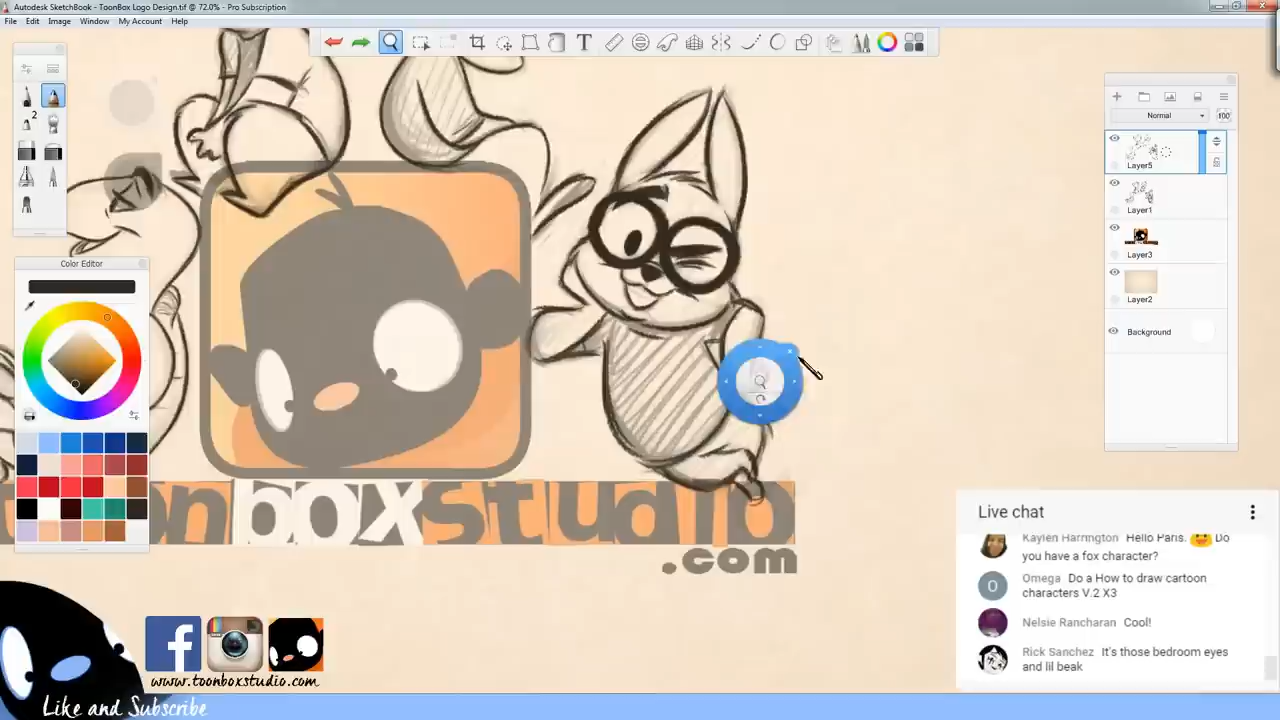 Autodesk SketchBook - ToonBox Logo Design.tif @ 72.0% - Pro Subscription
File Edit Image Window My Account Help
T
2
Normal 100
Layer5
Layer1
Color Editor
Layer3
Layer2
Background
toonboxstudio
.com
Live chat
Kaylen Harrington Hello Paris. Do
you have a fox character?
O Omega Do a How to draw cartoon
characters V.2 X3
Nelsie Rancharan Cool!
Rick Sanchez It's those bedroom eyes
and lil beak
f
www.toonboxstudio.com
Like and Subscribe